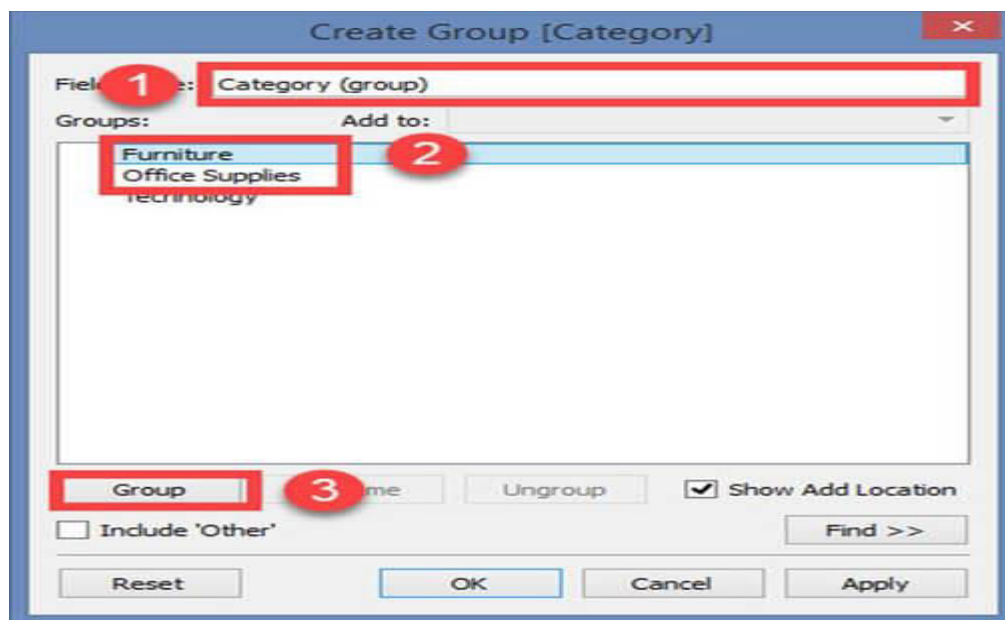 Create Group [Category]
1 Category (group)
Groups: Add to:
Furniture 2
Office Supplies
Technology
Group 3 Ungroup Show Add Location
Include 'Other' Find >>
Reset OK Cancel Apply